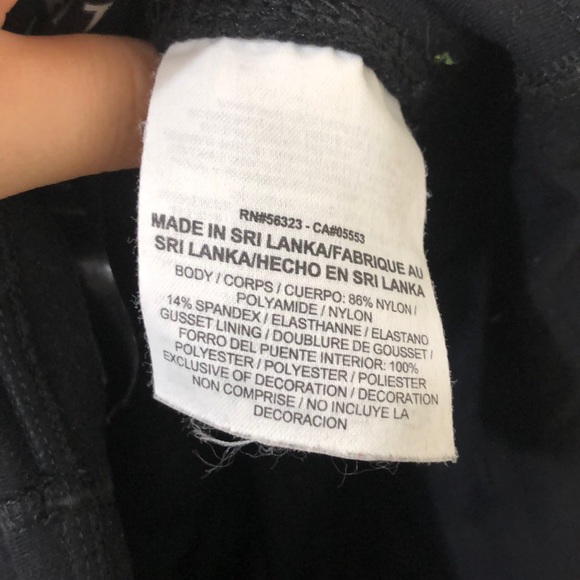 RN#56323 - CA#05553
MADE IN SRI LANKA/FABRIQUE AU
SRI LANKA/HECHO EN SRI LANKA
BODY / CORPS / CUERPO: 86% NYLON /
POLYAMIDE / NYLON
14% SPANDEX / ELASTHANNE / ELASTANO
GUSSET LINING / DOUBLURE DE GOUSSET /
FORRO DEL PUENTE INTERIOR: 100%
POLYESTER / POLYESTER / POLIESTER
EXCLUSIVE OF DECORATION / DECORATION
NON COMPRISE / NO INCLUYE LA
DECORACION